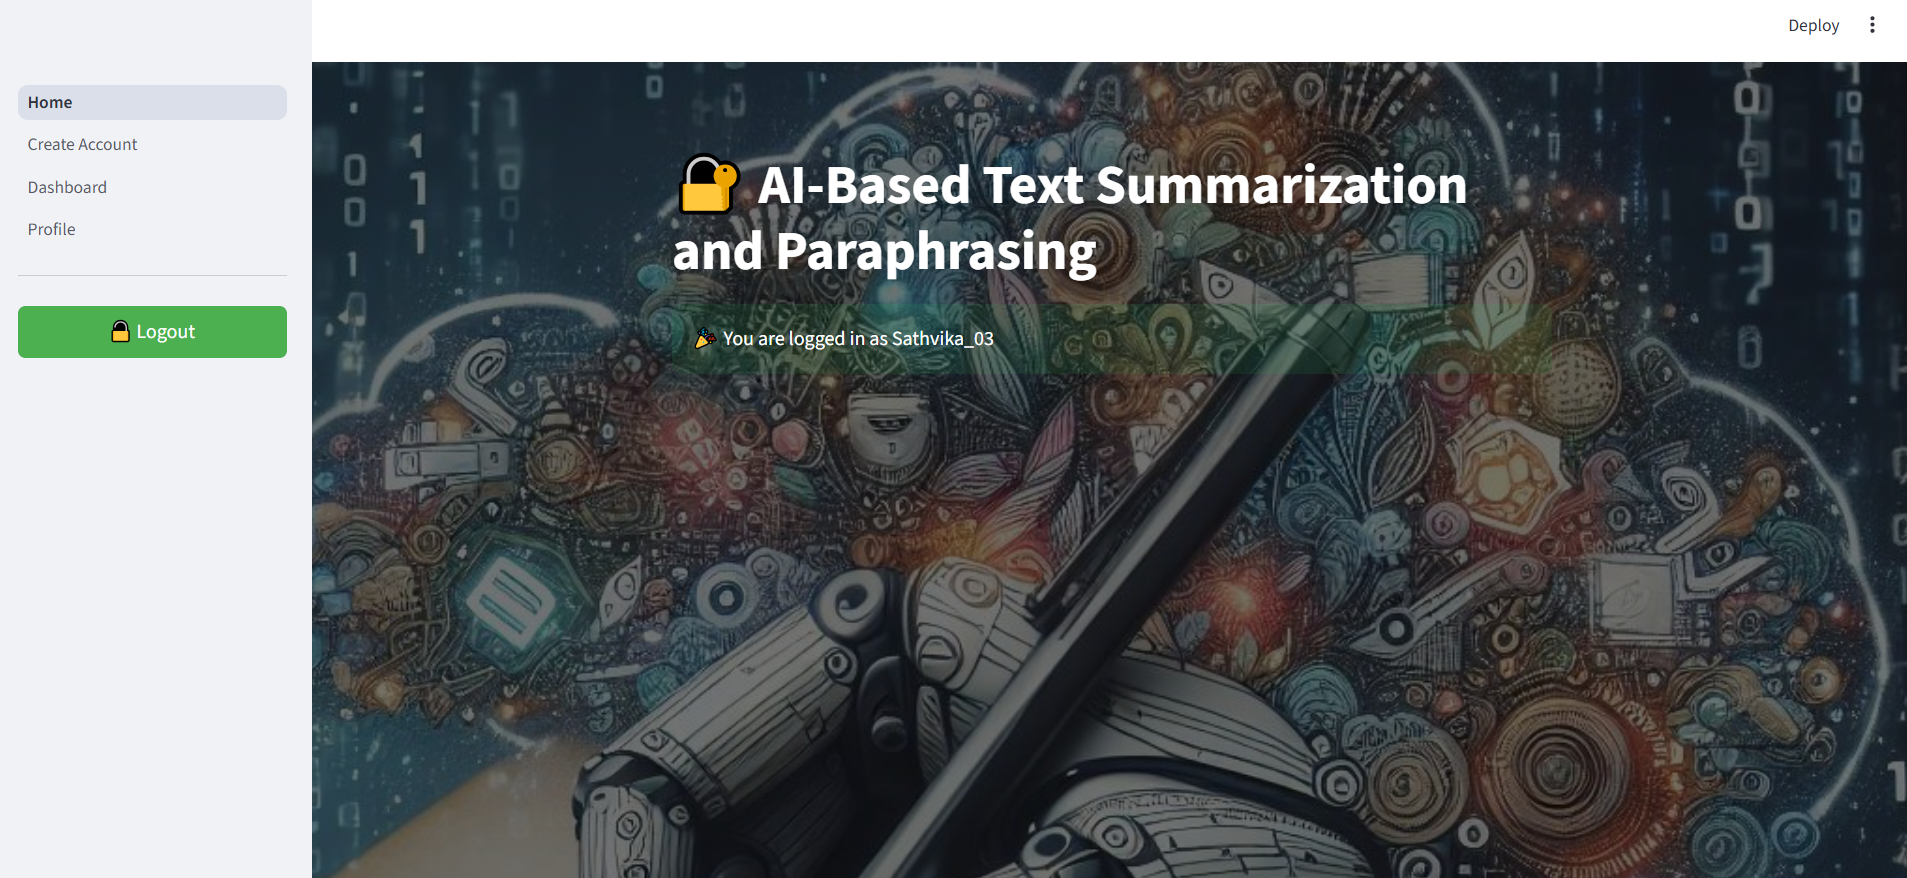 Deploy
Home
Create Account
Dashboard
Profile
Logout
AI-Based Text Summarization
and Paraphrasing
You are logged in as Sathvika_03